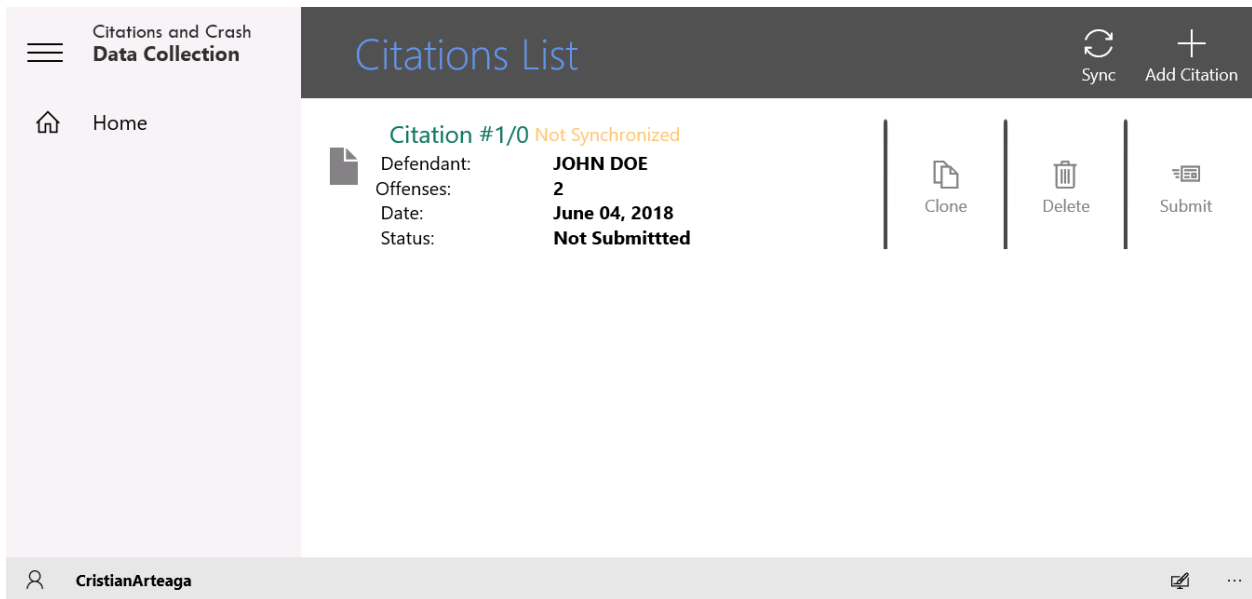 Citations and Crash
Data Collection
Home
Citations List
Sync
Add Citation
Citation #1/0 Not Synchronized
Defendant: JOHN DOE
Offenses: 2
Date: June 04, 2018
Status: Not Submittted
Clone
Delete
Submit
CristianArteaga